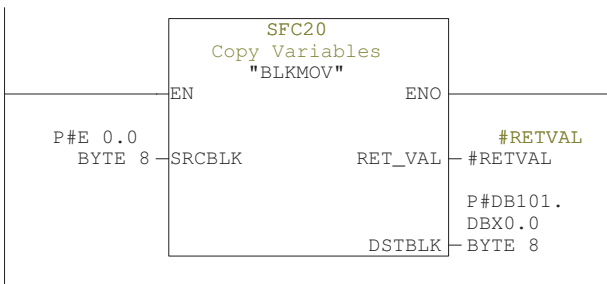 SFC20
Copy Variables
"BLKMOV"
EN ENO
P#E 0.0 #RETVAL
BYTE 8 SRCBLK RET_VAL #RETVAL
P#DB101.
DBX0.0
DSTBLK BYTE 8